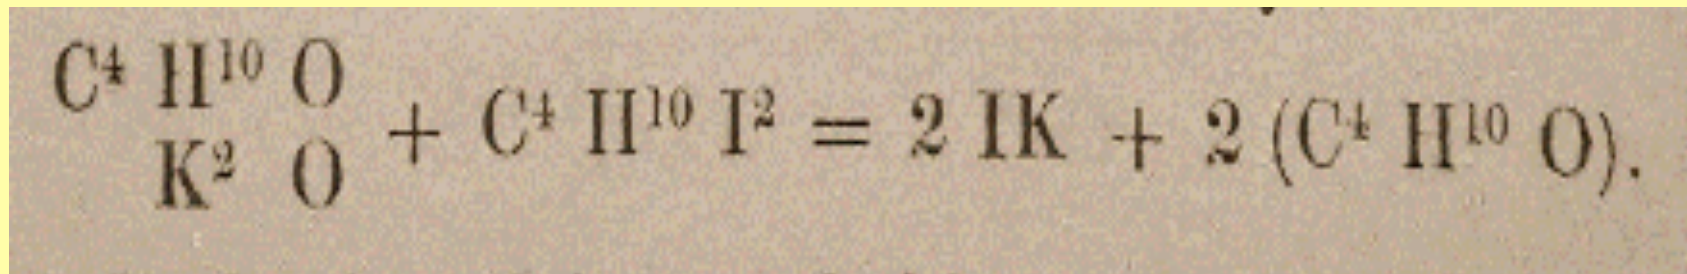 C⁴ H¹⁰ O
K² O + C⁴ H¹⁰ I² = 2 IK + 2 (C⁴ H¹⁰ O).